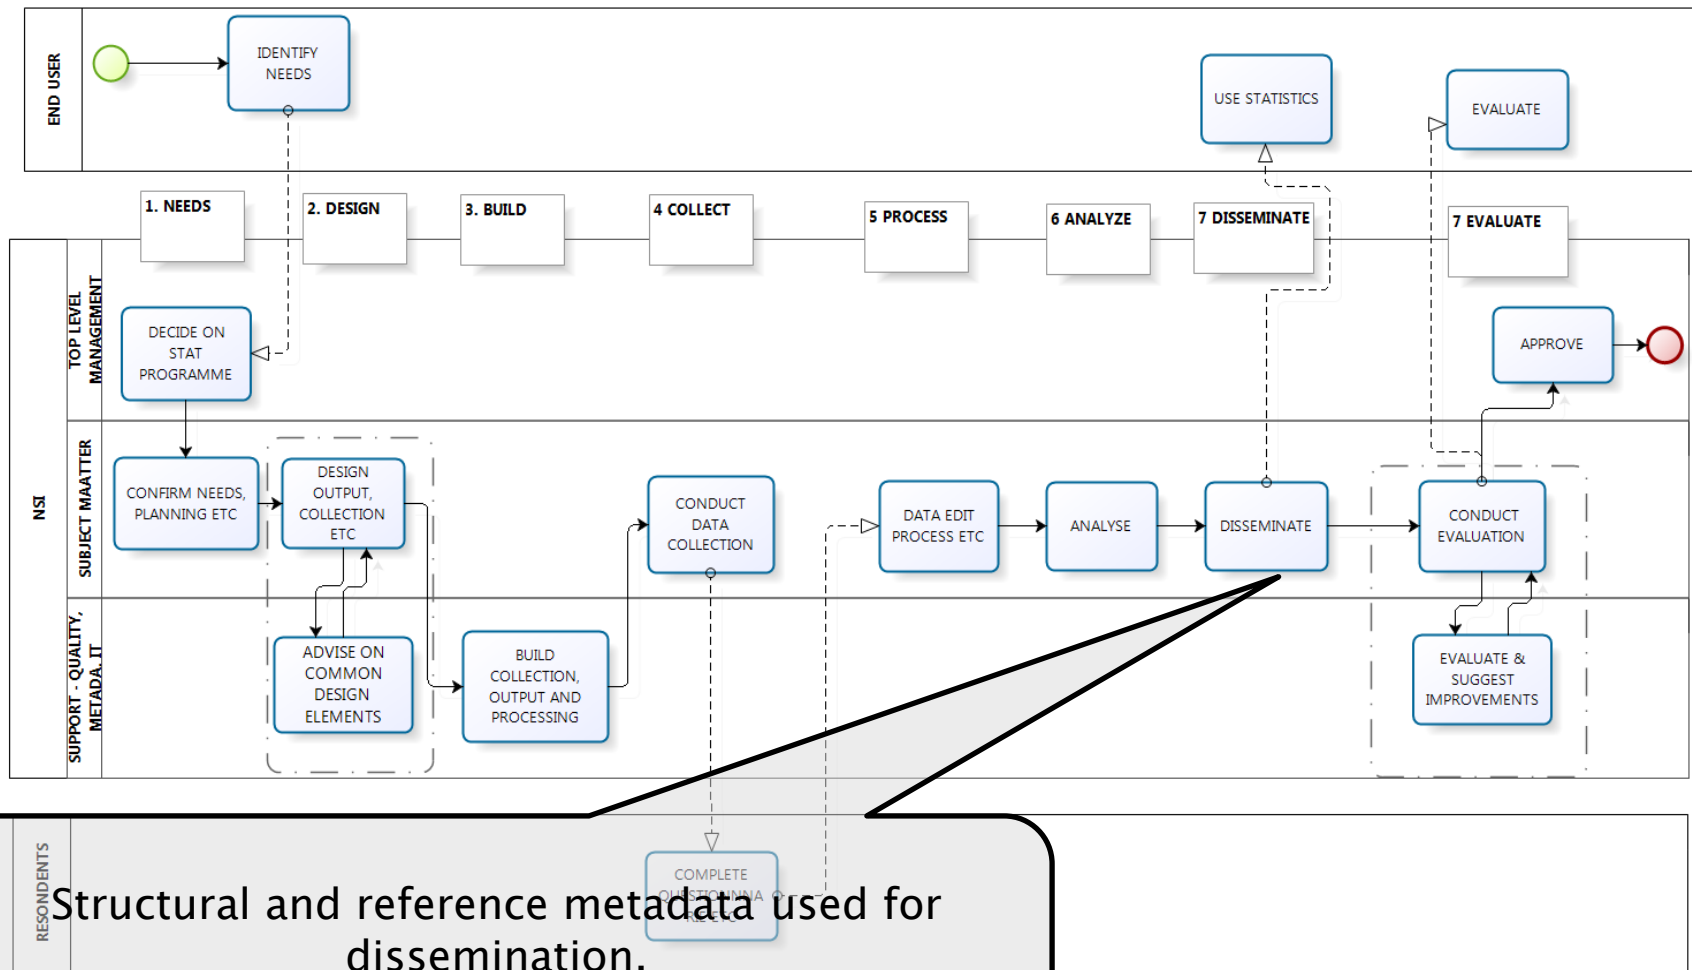 END USER
IDENTIFY
NEEDS
USE STATISTICS
EVALUATE
1. NEEDS
2. DESIGN
3. BUILD
4 COLLECT
5 PROCESS
6 ANALYZE
7 DISSEMINATE
7 EVALUATE
NSI
TOP LEVEL
MANAGEMENT
DECIDE ON
STAT
PROGRAMME
APPROVE
SUBJECT MAATTER
CONFIRM NEEDS,
PLANNING ETC
DESIGN
OUTPUT,
COLLECTION
ETC
CONDUCT
DATA
COLLECTION
DATA EDIT
PROCESS ETC
ANALYSE
DISSEMINATE
CONDUCT
EVALUATION
SUPPORT - QUALITY,
METADA, IT
ADVISE ON
COMMON
DESIGN
ELEMENTS
BUILD
COLLECTION,
OUTPUT AND
PROCESSING
EVALUATE &
SUGGEST
IMPROVEMENTS
RESONDENTS
COMPLETE
QUESTIONNNA
RIE ETC
Structural and reference metadata used for
dissemination.